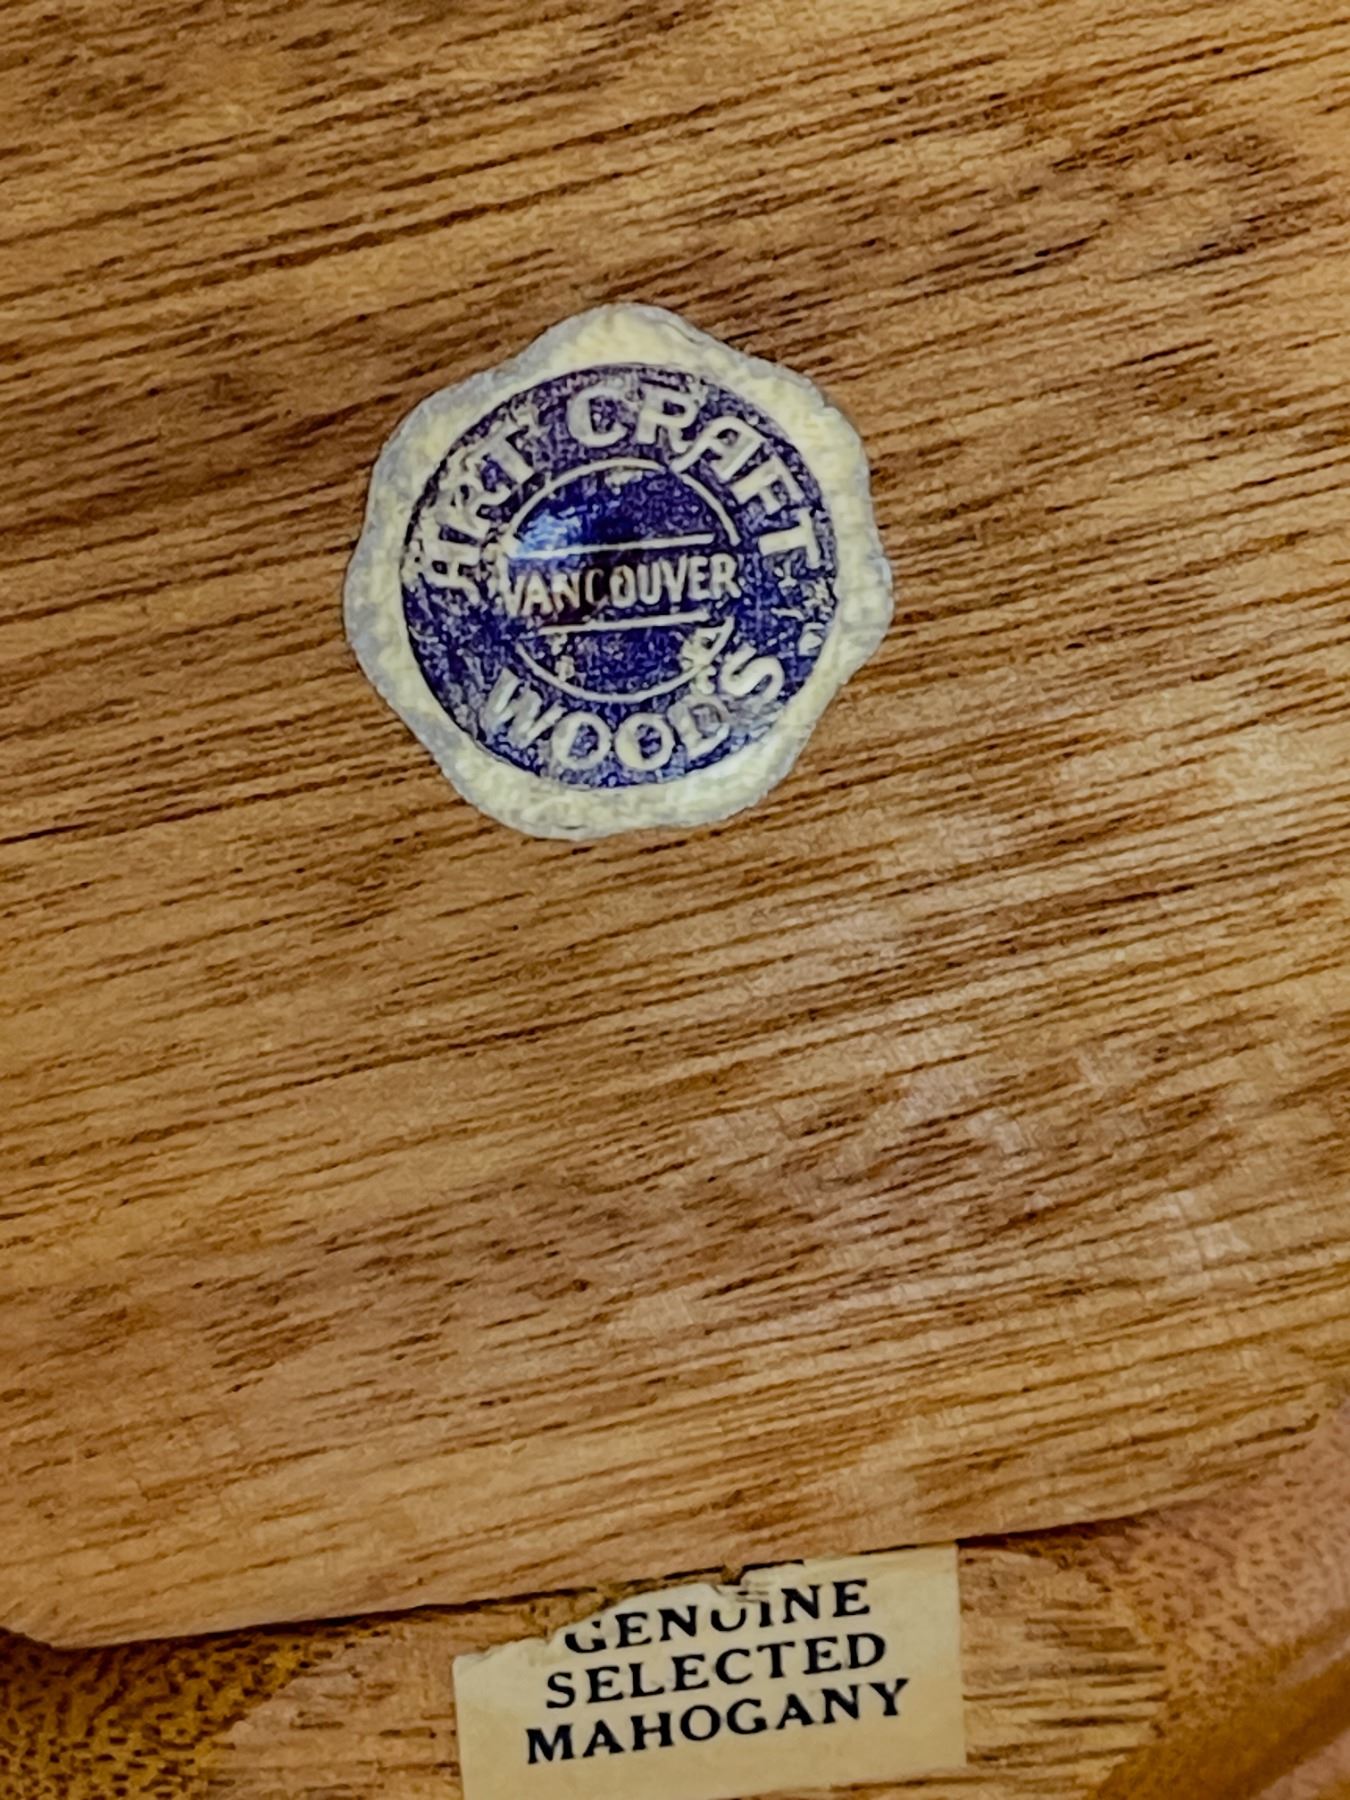 ART CRAFT
VANCOUVER
WOODS
GENUINE
SELECTED
MAHOGANY